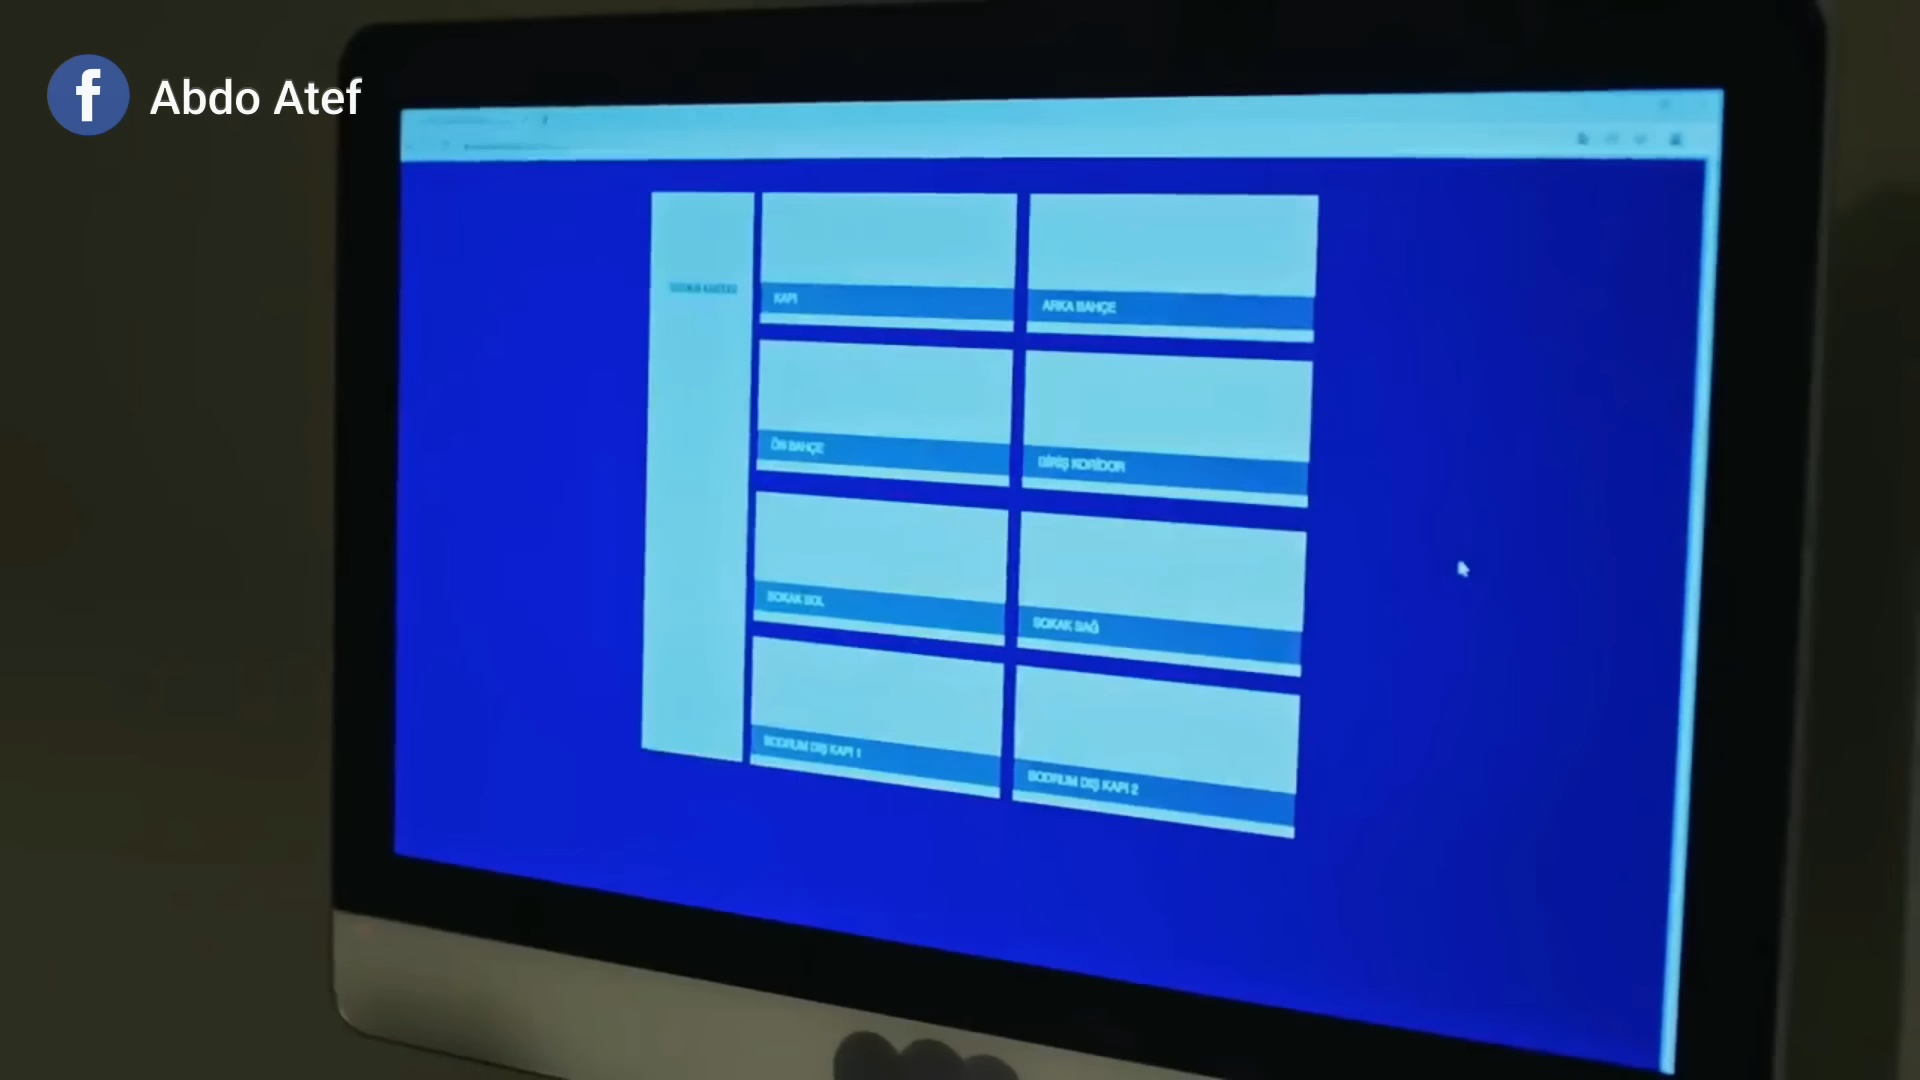 Abdo Atef
KAPI
ARKA BAHÇE
ÖN BAHÇE
GİRİŞ KORİDOR
SOKAK SOL
SOKAK SAĞ
BODRUM DIŞ KAPI 1
BODRUM DIŞ KAPI 2